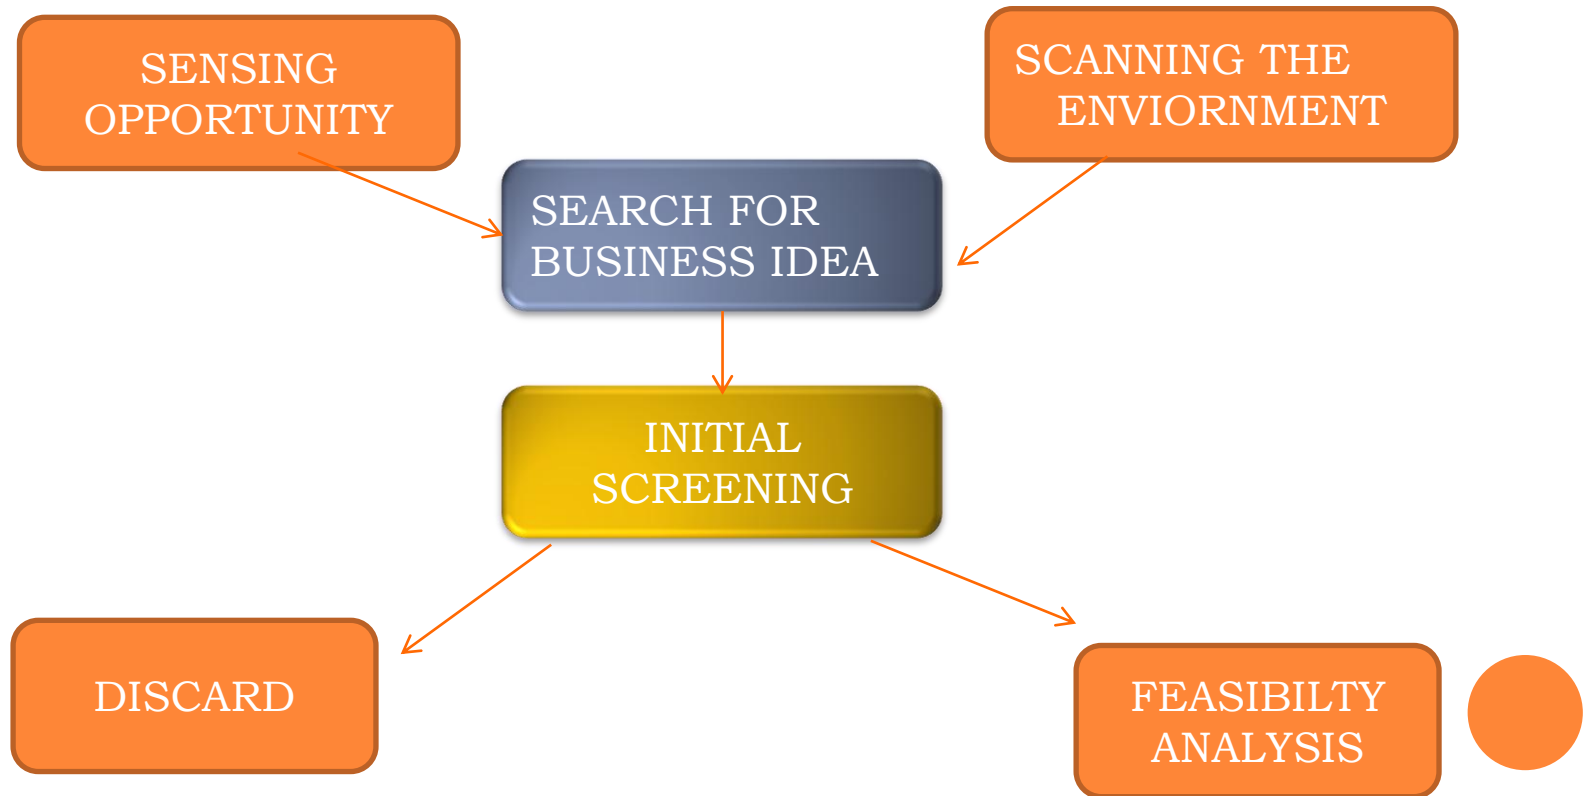 SENSING
OPPORTUNITY
SCANNING THE
ENVIORNMENT
SEARCH FOR
BUSINESS IDEA
INITIAL
SCREENING
DISCARD
FEASIBILTY
ANALYSIS